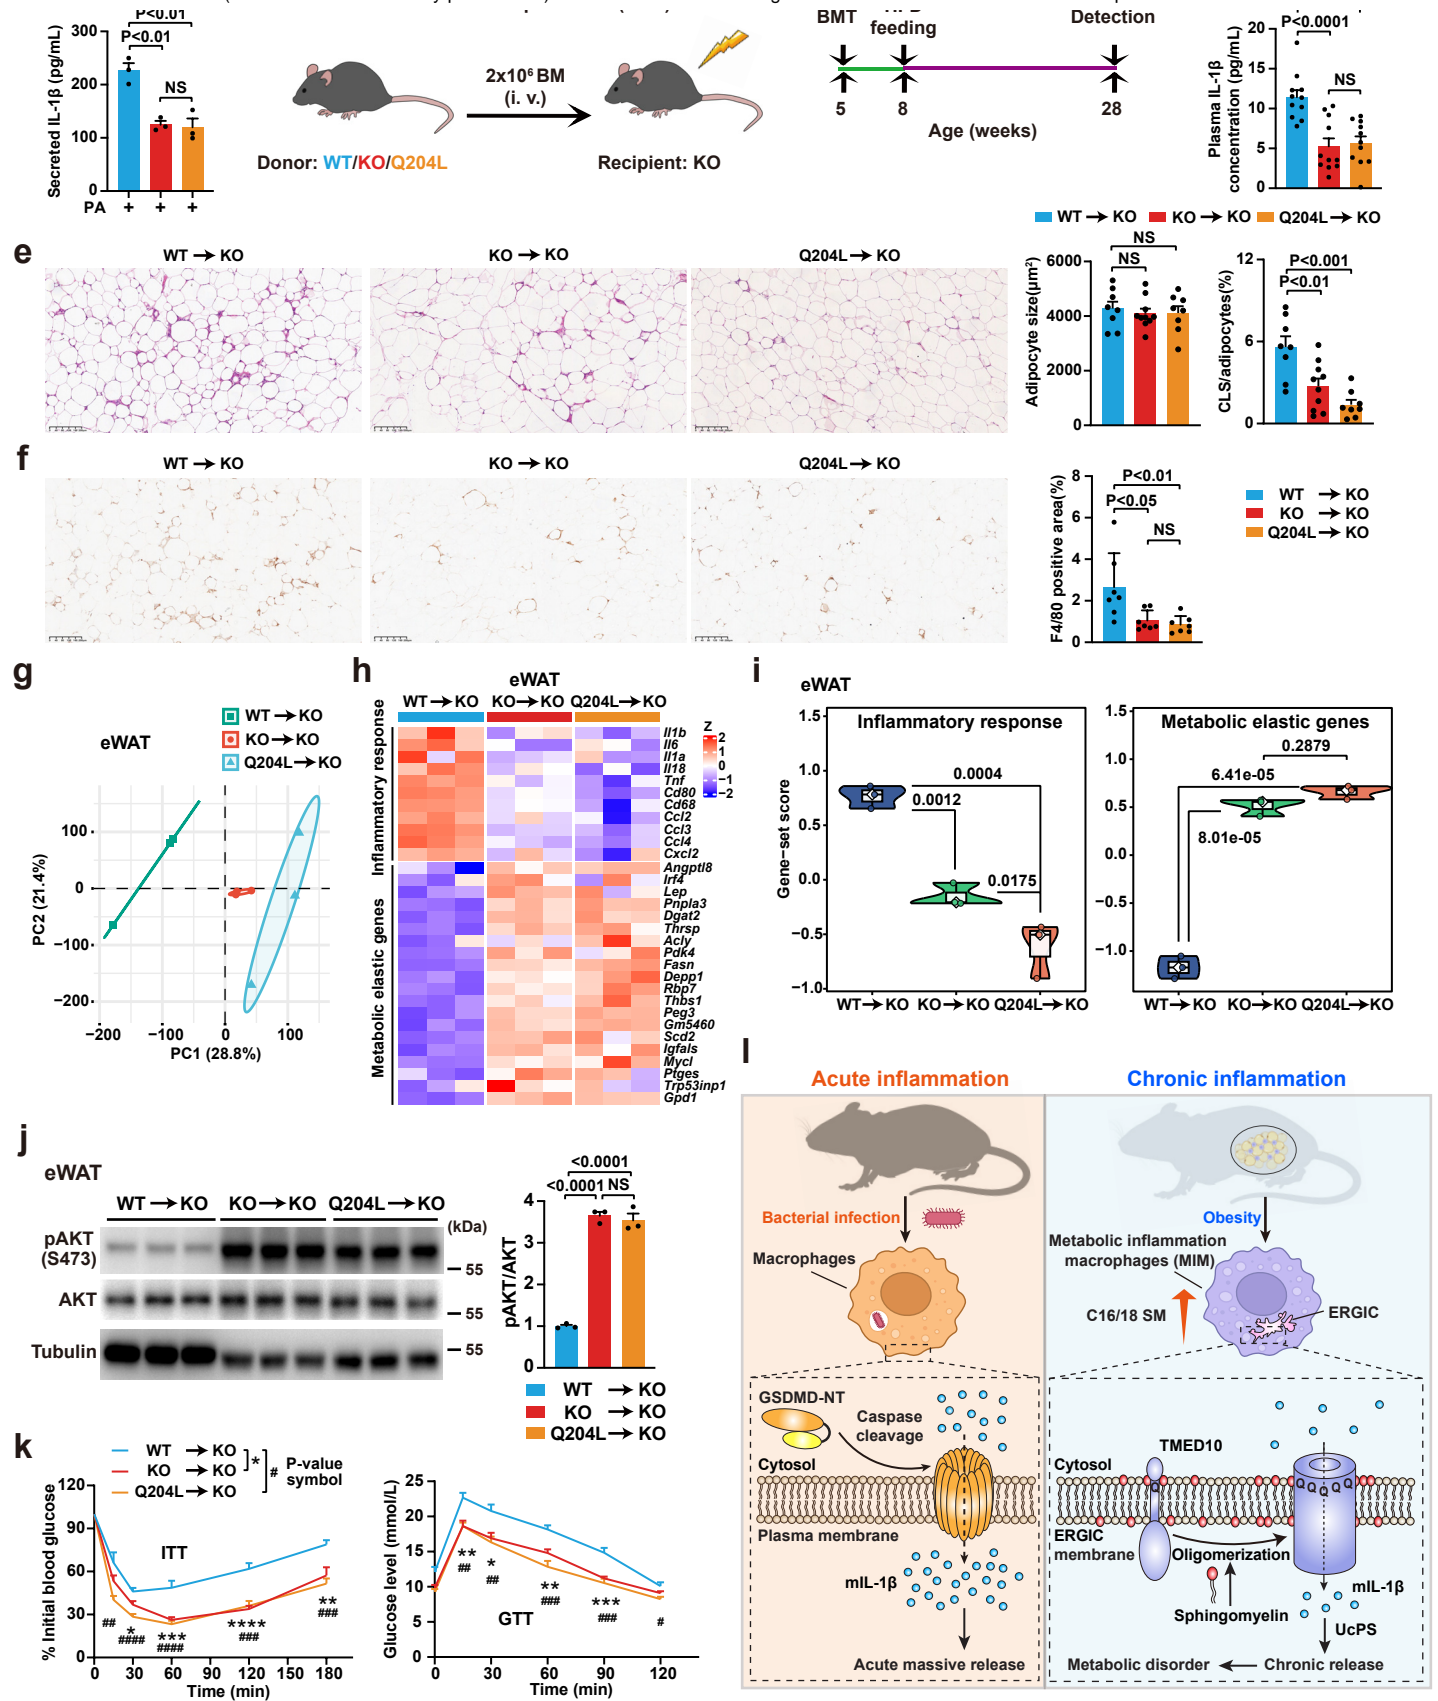 P<0.01
P<0.01
NS
300
200
100
0
Secreted IL-1β (pg/mL)
PA + + +
2x10⁶ BM
(i. v.)
Donor: WT/KO/Q204L
Recipient: KO
BMT
feeding
Detection
5 8 28
Age (weeks)
P<0.0001
NS
20
15
10
5
0
Plasma IL-1β
concentration (pg/mL)
WT → KO KO → KO Q204L → KO
e
WT → KO
KO → KO
Q204L → KO
NS
NS
6000
4000
2000
0
Adipocyte size(μm²)
P<0.001
P<0.01
12
6
0
CLS/adipocytes(%)
f
WT → KO
KO → KO
Q204L → KO
P<0.01
P<0.05
NS
8
6
4
2
0
F4/80 positive area(%)
WT → KO
KO → KO
Q204L → KO
g
eWAT
WT → KO
KO → KO
Q204L → KO
100
0
−100
−200
PC2 (21.4%)
−200 −100 0 100
PC1 (28.8%)
h
eWAT
WT → KO KO → KO Q204L → KO
Inflammatory response
Metabolic elastic genes
Z
2
1
0
−1
−2
Il1b
Il6
Il1a
Il18
Tnf
Cd80
Cd68
Ccl2
Ccl3
Ccl4
Cxcl2
Angptl8
Irf4
Lep
Pnpla3
Dgat2
Thrsp
Acly
Pdk4
Fasn
Depp1
Rbp7
Thbs1
Peg3
Gm5460
Scd2
Igfals
Mycl
Ptges
Trp53inp1
Gpd1
i
eWAT
Inflammatory response
1.5
1.0
0.5
0.0
−0.5
−1.0
Gene−set score
0.0004
0.0012
0.0175
WT → KO KO → KO Q204L → KO
Metabolic elastic genes
1.5
1.0
0.5
0.0
−0.5
−1.0
0.2879
6.41e-05
8.01e-05
WT → KO KO → KO Q204L → KO
j
eWAT
WT → KO KO → KO Q204L → KO
(kDa)
pAKT
(S473)
55
AKT
55
Tubulin
55
<0.0001
<0.0001 NS
4
3
2
1
0
pAKT/AKT
WT → KO
KO → KO
Q204L → KO
k
WT → KO
KO → KO
Q204L → KO
* # P-value
symbol
120
90
60
30
0
% Initial blood glucose
ITT
##
*
####
***
####
****
###
**
###
0 30 60 90 120 150 180
Time (min)
25
20
15
10
5
0
Glucose level (mmol/L)
GTT
**
##
*
##
**
###
***
###
#
0 30 60 90 120
Time (min)
l
Acute inflammation
Bacterial infection
Macrophages
GSDMD-NT
Caspase
cleavage
Cytosol
Plasma membrane
mIL-1β
Acute massive release
Chronic inflammation
Obesity
Metabolic inflammation
macrophages (MIM)
C16/18 SM
ERGIC
TMED10
Cytosol
Q
Q Q Q Q Q
ERGIC
membrane
Oligomerization
Sphingomyelin
mIL-1β
UcPS
Metabolic disorder ← Chronic release